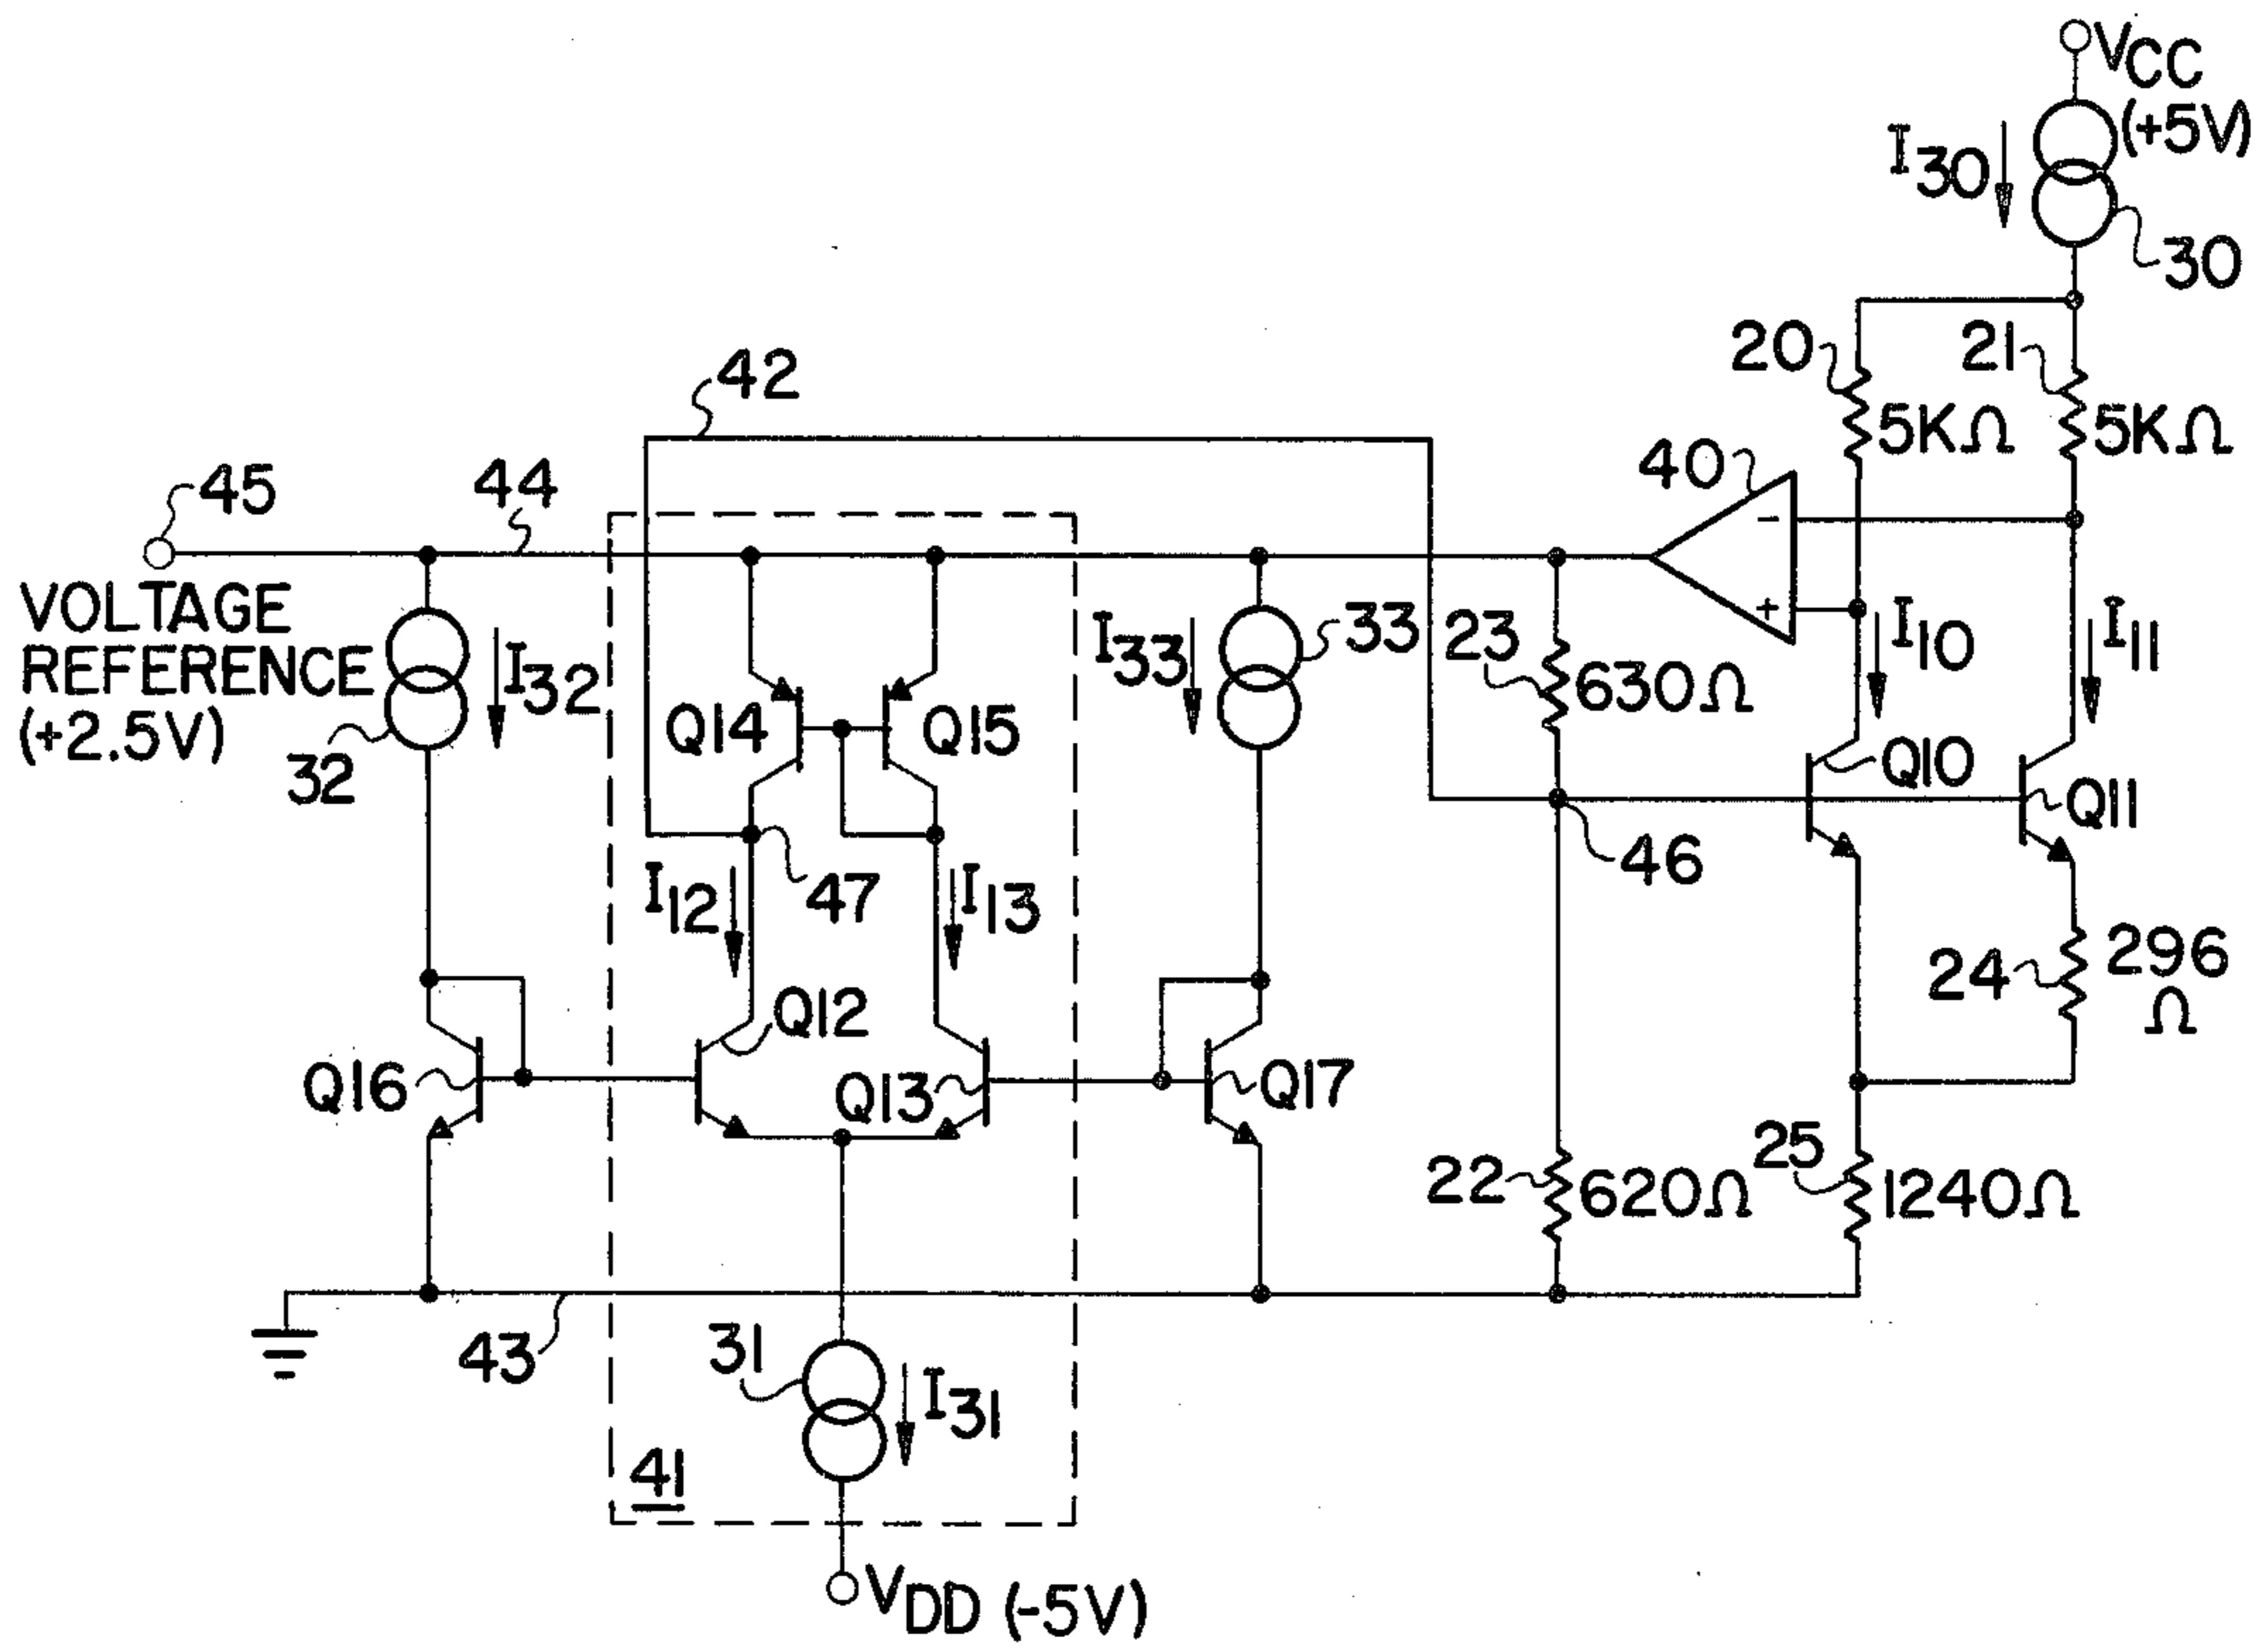 VCC
(+5V)
I30
30
20
21
5KΩ
5KΩ
42
40
45
44
−
+
VOLTAGE
REFERENCE
(+2.5V)
I32
32
I33
33
23
630Ω
I10
I11
Q14
Q15
Q10
Q11
46
I12
47
I13
24
296
Ω
Q12
Q16
Q13
Q17
22
620Ω
25
1240Ω
43
31
I31
41
VDD (-5V)